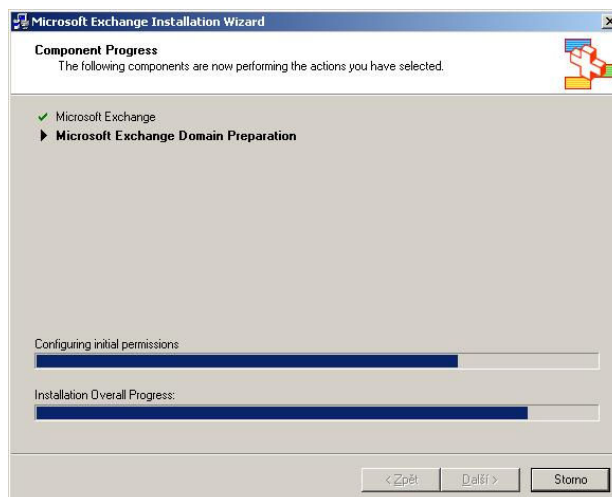 Microsoft Exchange Installation Wizard
Component Progress
The following components are now performing the actions you have selected.
Microsoft Exchange
Microsoft Exchange Domain Preparation
Configuring initial permissions
Installation Overall Progress:
< Zpět
Další >
Storno